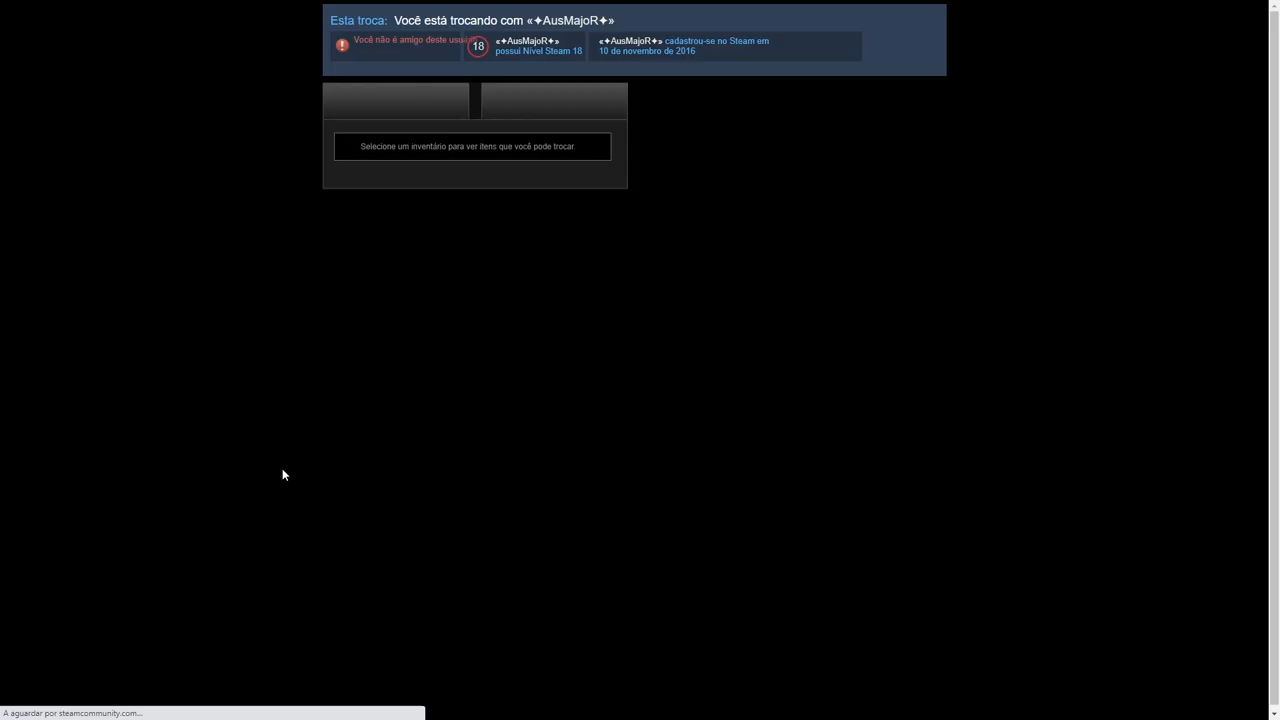 Esta troca: Você está trocando com «✦AusMajoR✦»
Você não é amigo deste usuário
18
«✦AusMajoR✦»
possui Nível Steam 18
«✦AusMajoR✦» cadastrou-se no Steam em
10 de novembro de 2016
Selecione um inventário para ver itens que você pode trocar
A aguardar por steamcommunity.com...